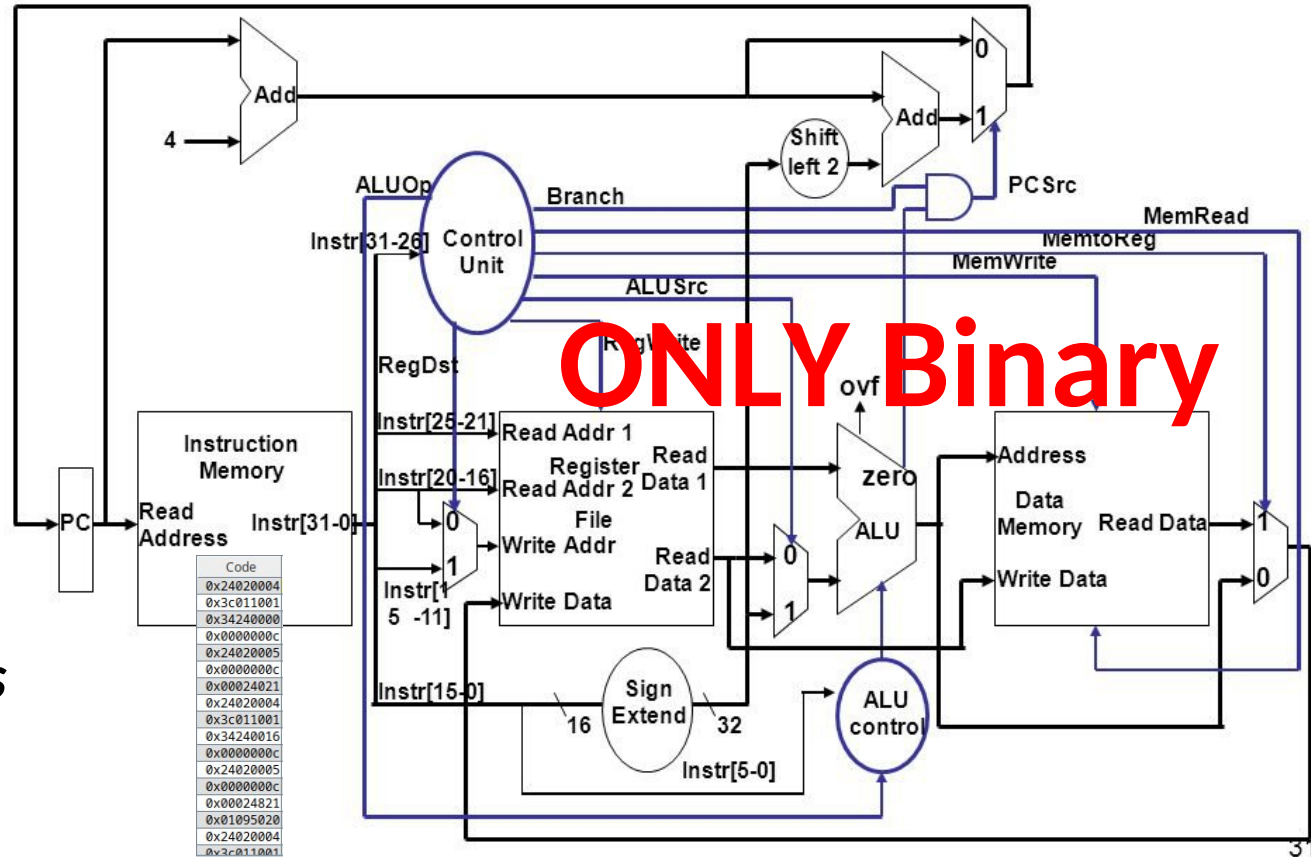 Add
4
Add
0
1
Shift
left 2
ALUOp
Branch
PCSrc
MemRead
Instr[31-26]
Control
Unit
MemtoReg
MemWrite
ALUSrc
ONLY Binary
RegWrite
RegDst
ovf
Instr[25-21]
Read Addr 1
Instruction
Memory
Register
Read
Data 1
Instr[20-16]
Read Addr 2
zero
Address
Data
Memory
PC
Read
Address
Instr[31-0]
0
1
File
Write Addr
ALU
Read Data
1
0
Read
Data 2
0
1
Instr[1
5 -11]
Write Data
Write Data
Code
0x24020004
0x3c011001
0x34240000
0x0000000c
0x24020005
0x0000000c
0x00024021
0x24020004
0x3c011001
0x34240016
0x0000000c
0x24020005
0x0000000c
0x00024821
0x01095020
0x24020004
0x3c011001
s
Instr[15-0]
16
Sign
Extend
32
ALU
control
Instr[5-0]